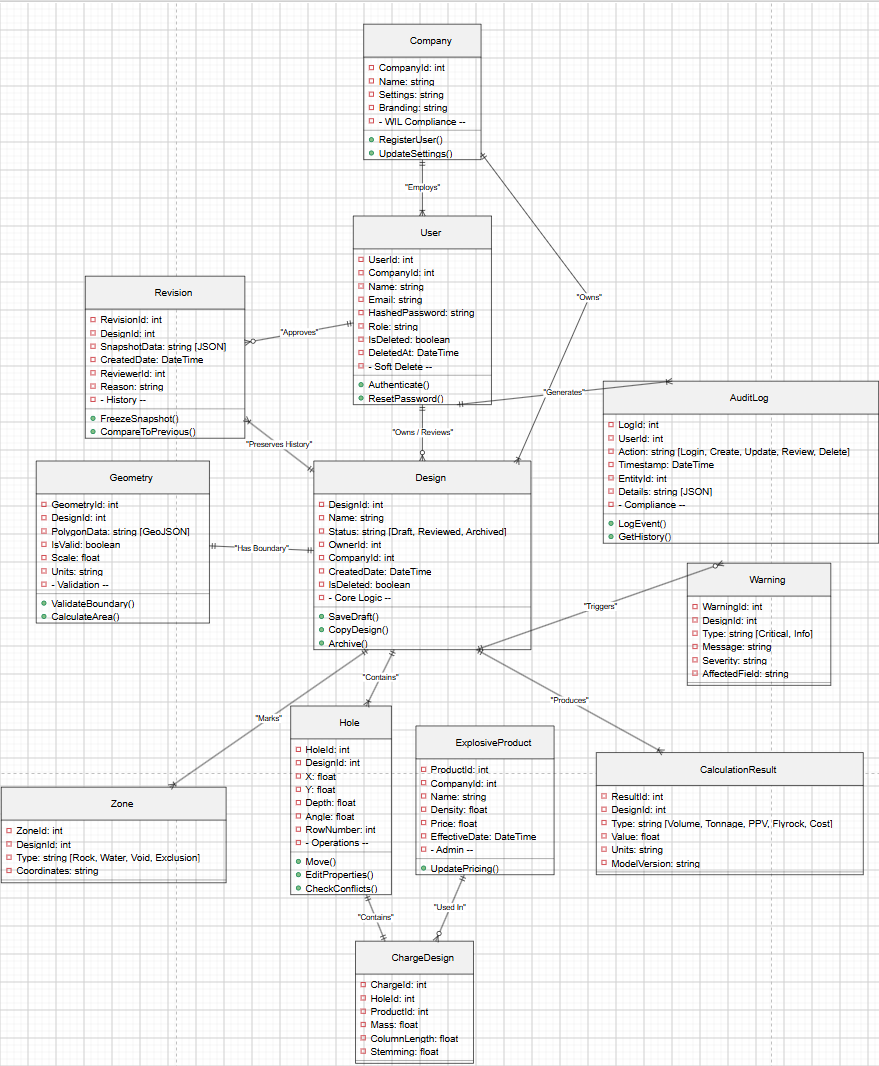 Company
CompanyId: int
Name: string
Settings: string
Branding: string
- WIL Compliance --
RegisterUser()
UpdateSettings()
"Employs"
User
UserId: int
CompanyId: int
Name: string
Email: string
HashedPassword: string
Role: string
IsDeleted: boolean
DeletedAt: DateTime
- Soft Delete --
Authenticate()
ResetPassword()
"Owns"
Revision
RevisionId: int
DesignId: int
SnapshotData: string [JSON]
CreatedDate: DateTime
ReviewerId: int
Reason: string
- History --
FreezeSnapshot()
CompareToPrevious()
"Approves"
"Generates"
AuditLog
LogId: int
UserId: int
Action: string [Login, Create, Update, Review, Delete]
Timestamp: DateTime
EntityId: int
Details: string [JSON]
- Compliance --
LogEvent()
GetHistory()
"Owns / Reviews"
"Preserves History"
Geometry
GeometryId: int
DesignId: int
PolygonData: string [GeoJSON]
IsValid: boolean
Scale: float
Units: string
- Validation --
ValidateBoundary()
CalculateArea()
"Has Boundary"
Design
DesignId: int
Name: string
Status: string [Draft, Reviewed, Archived]
OwnerId: int
CompanyId: int
CreatedDate: DateTime
IsDeleted: boolean
- Core Logic --
SaveDraft()
CopyDesign()
Archive()
Warning
WarningId: int
DesignId: int
Type: string [Critical, Info]
Message: string
Severity: string
AffectedField: string
"Triggers"
"Contains"
"Marks"
"Produces"
Hole
HoleId: int
DesignId: int
X: float
Y: float
Depth: float
Angle: float
RowNumber: int
- Operations --
Move()
EditProperties()
CheckConflicts()
ExplosiveProduct
ProductId: int
CompanyId: int
Name: string
Density: float
Price: float
EffectiveDate: DateTime
- Admin --
UpdatePricing()
CalculationResult
ResultId: int
DesignId: int
Type: string [Volume, Tonnage, PPV, Flyrock, Cost]
Value: float
Units: string
ModelVersion: string
Zone
ZoneId: int
DesignId: int
Type: string [Rock, Water, Void, Exclusion]
Coordinates: string
"Contains"
"Used In"
ChargeDesign
ChargeId: int
HoleId: int
ProductId: int
Mass: float
ColumnLength: float
Stemming: float